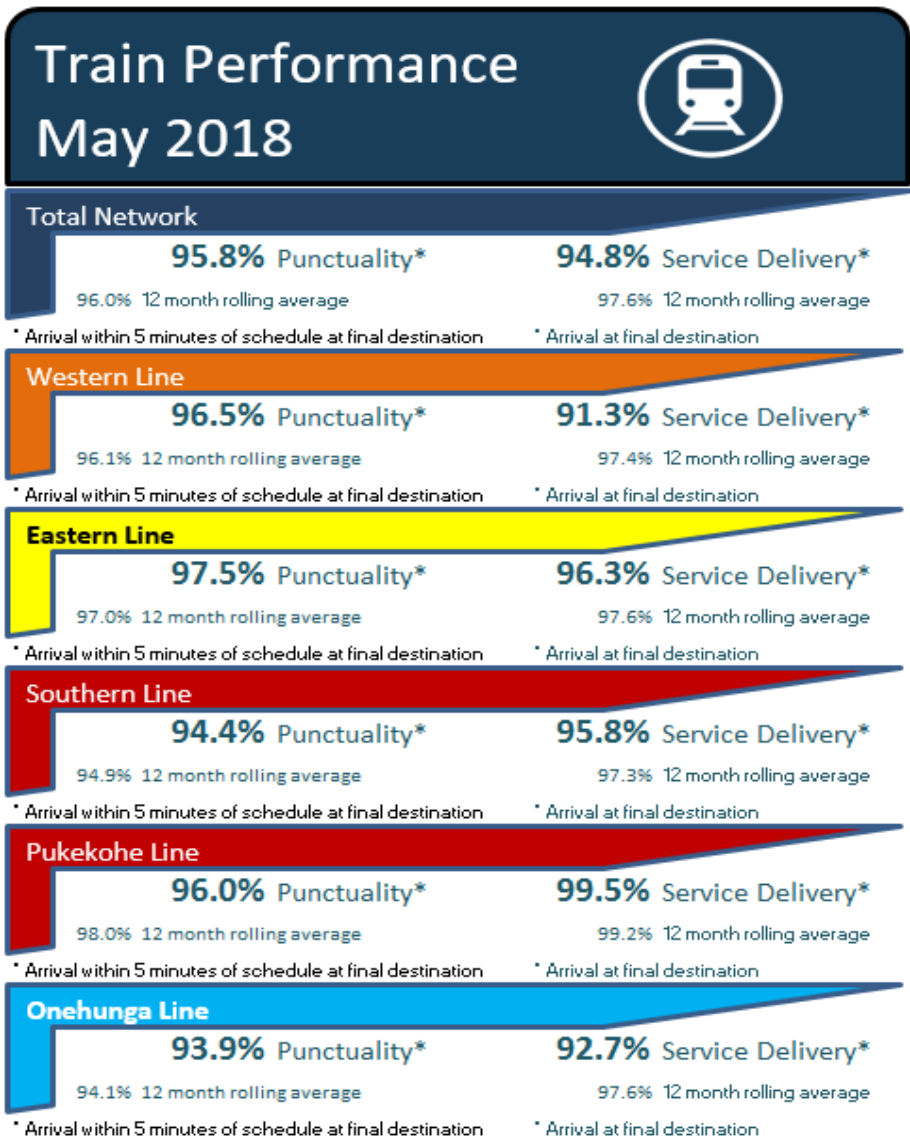 Train Performance
May 2018
Total Network
95.8% Punctuality* 94.8% Service Delivery*
96.0% 12 month rolling average 97.6% 12 month rolling average
* Arrival within 5 minutes of schedule at final destination * Arrival at final destination
Western Line
96.5% Punctuality* 91.3% Service Delivery*
96.1% 12 month rolling average 97.4% 12 month rolling average
* Arrival within 5 minutes of schedule at final destination * Arrival at final destination
Eastern Line
97.5% Punctuality* 96.3% Service Delivery*
97.0% 12 month rolling average 97.6% 12 month rolling average
* Arrival within 5 minutes of schedule at final destination * Arrival at final destination
Southern Line
94.4% Punctuality* 95.8% Service Delivery*
94.9% 12 month rolling average 97.3% 12 month rolling average
* Arrival within 5 minutes of schedule at final destination * Arrival at final destination
Pukekohe Line
96.0% Punctuality* 99.5% Service Delivery*
98.0% 12 month rolling average 99.2% 12 month rolling average
* Arrival within 5 minutes of schedule at final destination * Arrival at final destination
Onehunga Line
93.9% Punctuality* 92.7% Service Delivery*
94.1% 12 month rolling average 97.6% 12 month rolling average
* Arrival within 5 minutes of schedule at final destination * Arrival at final destination